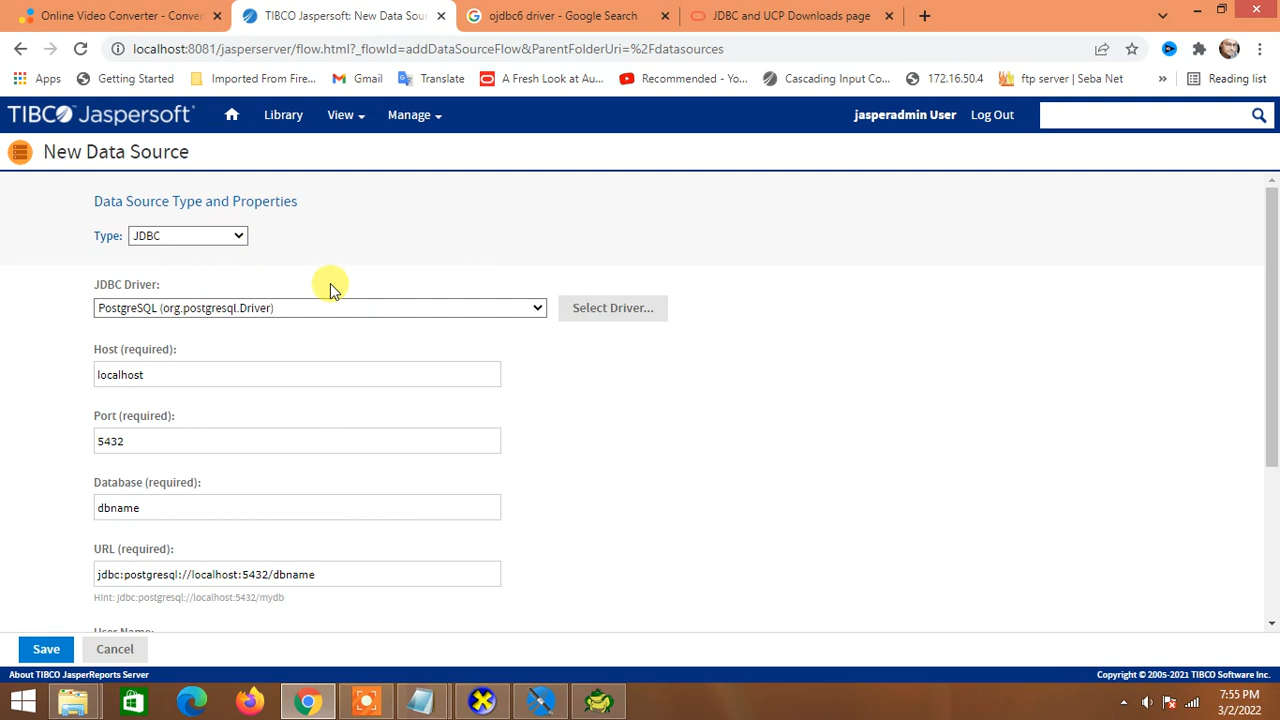 Online Video Converter - Conver
TIBCO Jaspersoft: New Data Sour
ojdbc6 driver - Google Search
JDBC and UCP Downloads page
localhost:8081/jasperserver/flow.html?_flowId=addDataSourceFlow&ParentFolderUri=%2Fdatasources
Apps
Getting Started
Imported From Fire...
Gmail
Translate
A Fresh Look at Au...
Recommended - Yo...
Cascading Input Co...
172.16.50.4
ftp server | Seba Net
»
Reading list
TIBCO Jaspersoft®
Library
View
Manage
jasperadmin User
Log Out
New Data Source
Data Source Type and Properties
Type: JDBC
JDBC Driver:
PostgreSQL (org.postgresql.Driver)
Select Driver...
Host (required):
localhost
Port (required):
5432
Database (required):
dbname
URL (required):
jdbc:postgresql://localhost:5432/dbname
Hint: jdbc:postgresql://localhost:5432/mydb
User Name:
Save
Cancel
About TIBCO JasperReports Server
Copyright © 2005-2021 TIBCO Software Inc.
7:55 PM
3/2/2022